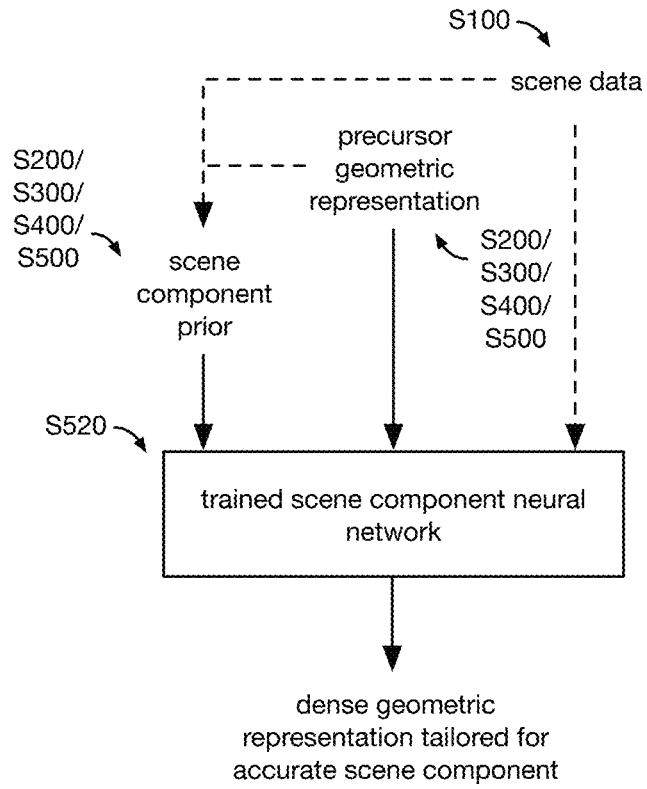 S100
scene data
precursor
geometric
representation
S200/
S300/
S400/
S500
scene
component
prior
S200/
S300/
S400/
S500
S520
trained scene component neural
network
dense geometric
representation tailored for
accurate scene component